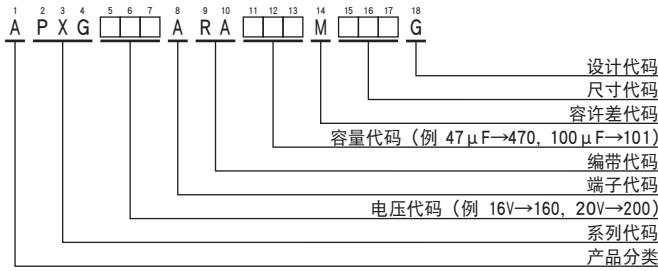 1 2 3 4 5 6 7 8 9 10 11 12 13 14 15 16 17 18
A P X G □□□ A R A □□□ M □□□ G
设计代码
尺寸代码
容许差代码
容量代码（例 47μF→470, 100μF→101）
编带代码
端子代码
电压代码（例 16V→160, 20V→200）
系列代码
产品分类